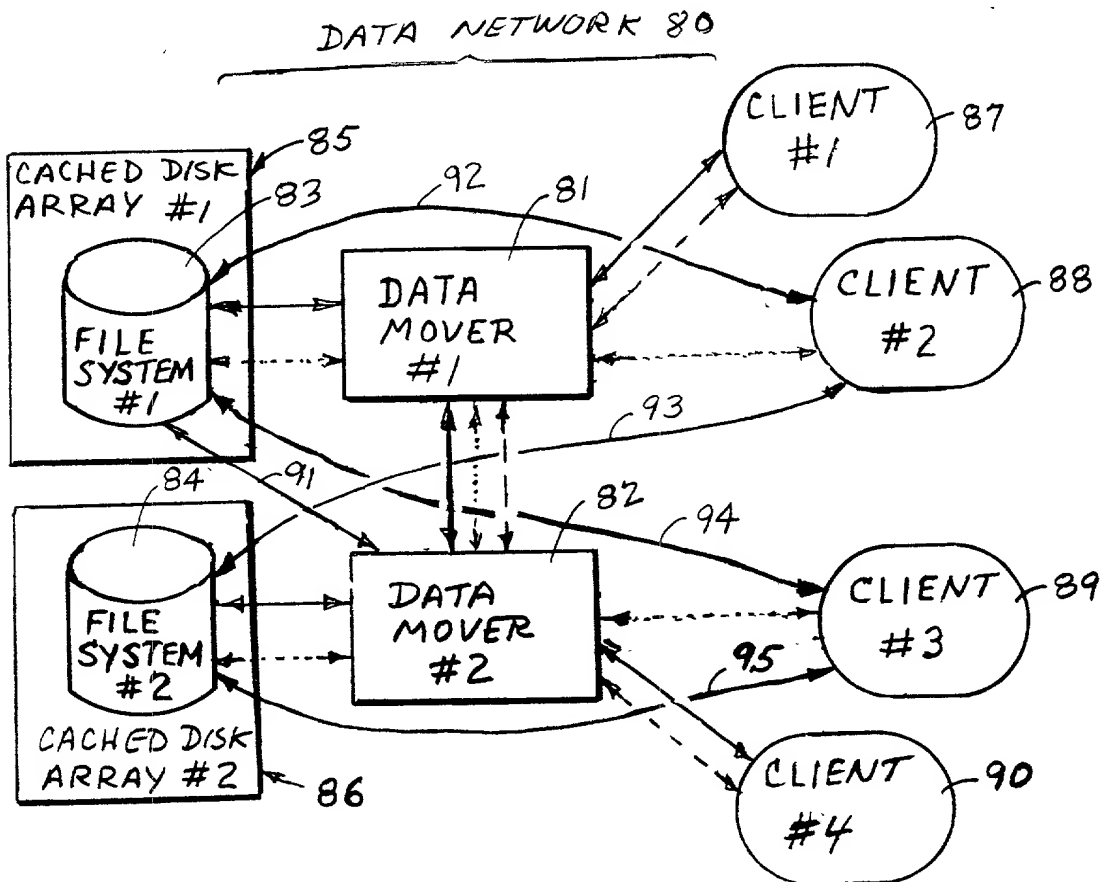 DATA NETWORK 80
CLIENT
#1
87
85
CACHED DISK
ARRAY #1
83
FILE
SYSTEM
#1
92
81
DATA
MOVER
#1
CLIENT
#2
88
93
91
84
82
94
FILE
SYSTEM
#2
DATA
MOVER
#2
CLIENT
#3
89
95
CACHED DISK
ARRAY #2
86
CLIENT
#4
90